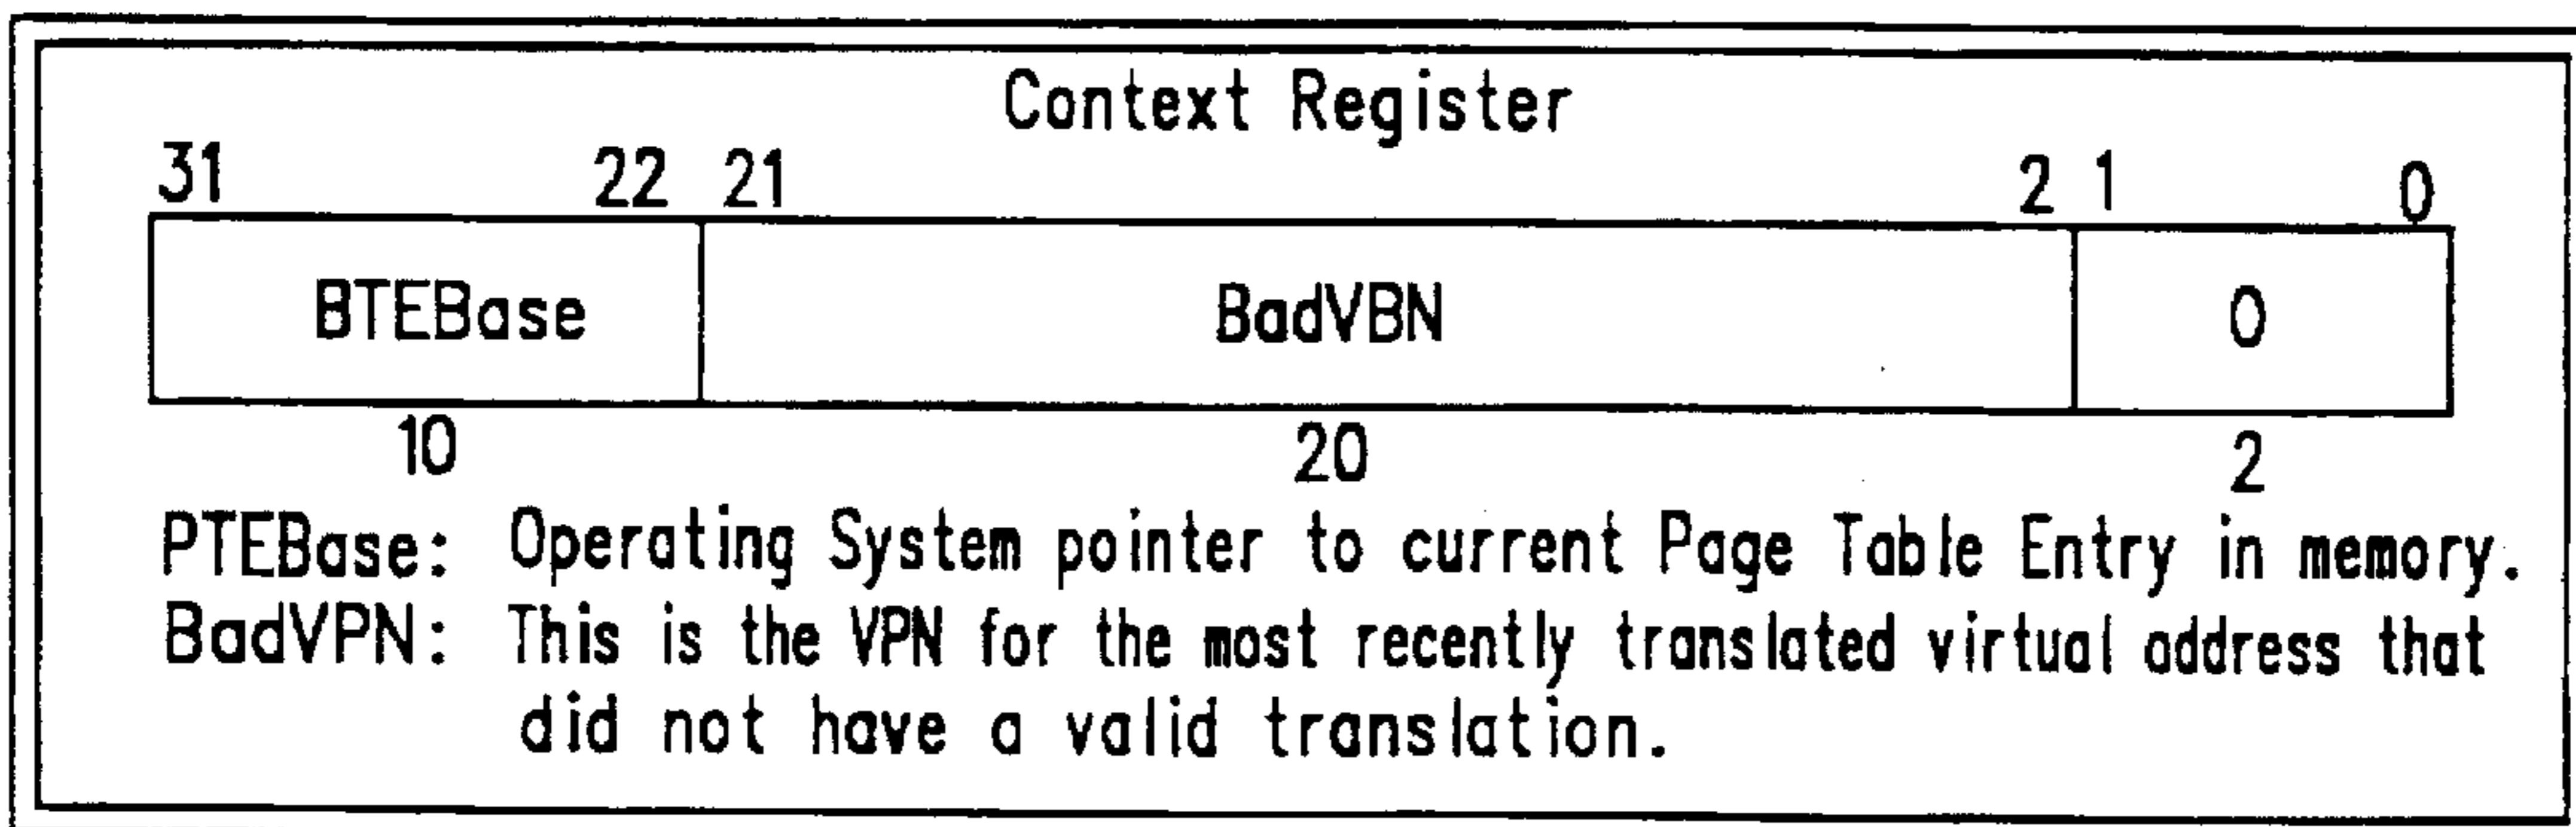 Context Register
31 22 21 2 1 0
BTEBase BadVBN 0
10 20 2
PTEBase: Operating System pointer to current Page Table Entry in memory.
BadVPN: This is the VPN for the most recently translated virtual address that
did not have a valid translation.